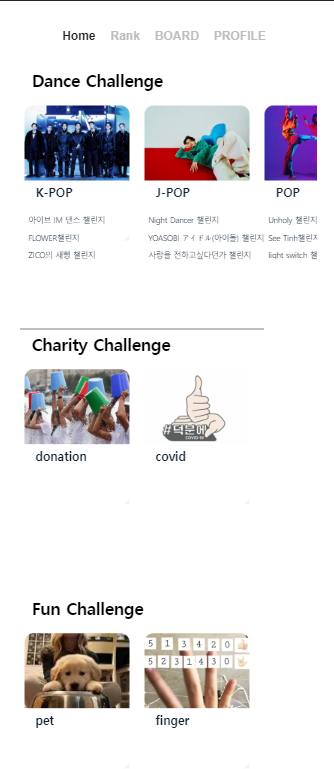 Home Rank BOARD PROFILE
Dance Challenge
K-POP J-POP POP
아이브 IM 댄스 챌린지 Night Dancer 챌린지 Unholy 챌린지
FLOWER챌린지 YOASOBI アイドル(아이돌) 챌린지 See Tinh챌린지
ZICO의 새삥 챌린지 사랑을 전하고싶다던가 챌린지 light switch 챌
Charity Challenge
#덕분에
COVID-19
donation covid
Fun Challenge
5 1 3 4 2 0
5 2 3 1 4 3 0
pet finger